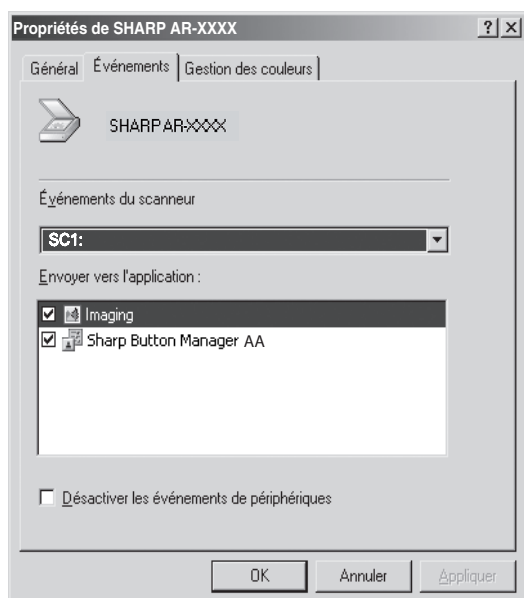 Propriétés de SHARP AR-XXXX
Général Événements Gestion des couleurs
SHARP AR-XXXX
Événements du scanneur
SC1:
Envoyer vers l'application :
Imaging
Sharp Button Manager AA
Désactiver les événements de périphériques
OK Annuler Appliquer